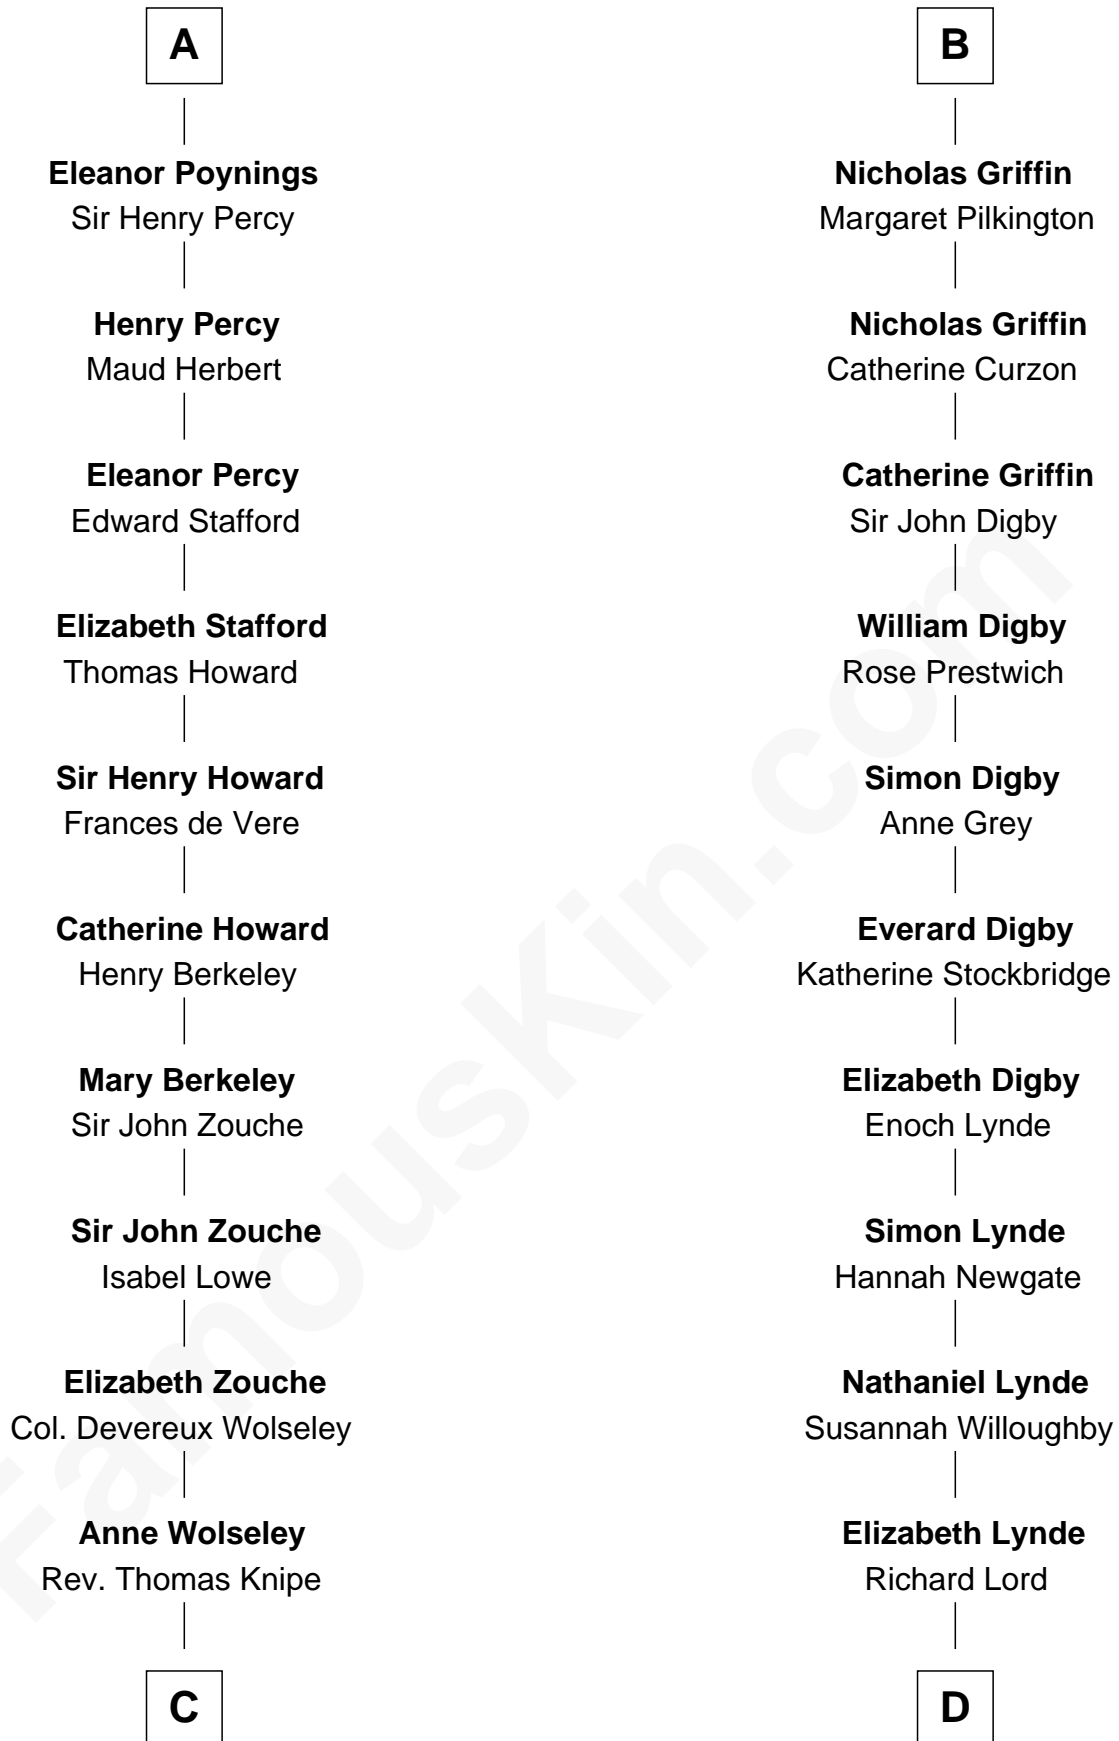 A
Eleanor Poynings
Sir Henry Percy
Henry Percy
Maud Herbert
Eleanor Percy
Edward Stafford
Elizabeth Stafford
Thomas Howard
Sir Henry Howard
Frances de Vere
Catherine Howard
Henry Berkeley
Mary Berkeley
Sir John Zouche
Sir John Zouche
Isabel Lowe
Elizabeth Zouche
Col. Devereux Wolseley
Anne Wolseley
Rev. Thomas Knipe
C
B
Nicholas Griffin
Margaret Pilkington
Nicholas Griffin
Catherine Curzon
Catherine Griffin
Sir John Digby
William Digby
Rose Prestwich
Simon Digby
Anne Grey
Everard Digby
Katherine Stockbridge
Elizabeth Digby
Enoch Lynde
Simon Lynde
Hannah Newgate
Nathaniel Lynde
Susannah Willoughby
Elizabeth Lynde
Richard Lord
D
FamousKin.com